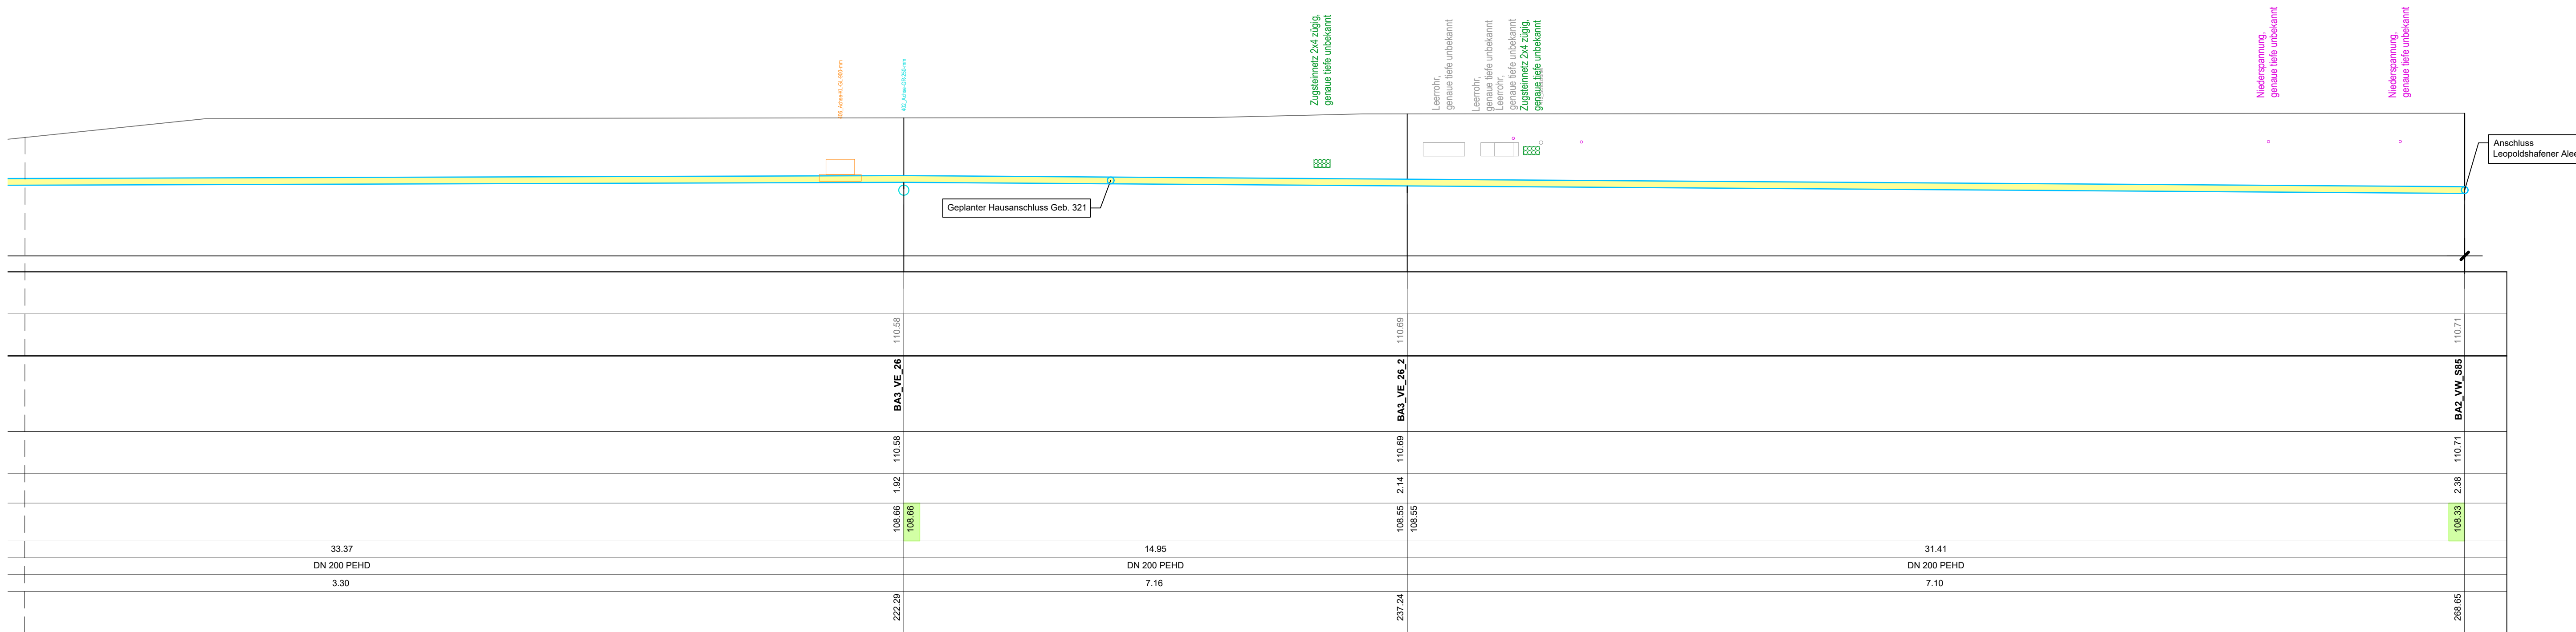 Zugsteinnetz 2x4 zügig,
genaue tiefe unbekannt
Leerrohr,
genaue tiefe unbekannt
Leerrohr,
genaue tiefe unbekannt
Leerrohr,
genaue tiefe unbekannt
Zugsteinnetz 2x4 zügig,
genaue tiefe unbekannt
Niederspannung,
genaue tiefe unbekannt
Niederspannung,
genaue tiefe unbekannt
Anschluss
Leopoldshafener Alee
Geplanter Hausanschluss Geb. 321
110.58
110.69
110.71
BA3_VE_26
BA3_VE_26_2
BA2_VW_S85
110.58
110.69
110.71
1.92
2.14
2.38
108.66
108.66
108.55
108.55
108.33
33.37
14.95
31.41
DN 200 PEHD
DN 200 PEHD
DN 200 PEHD
3.30
7.16
7.10
222.29
237.24
268.65